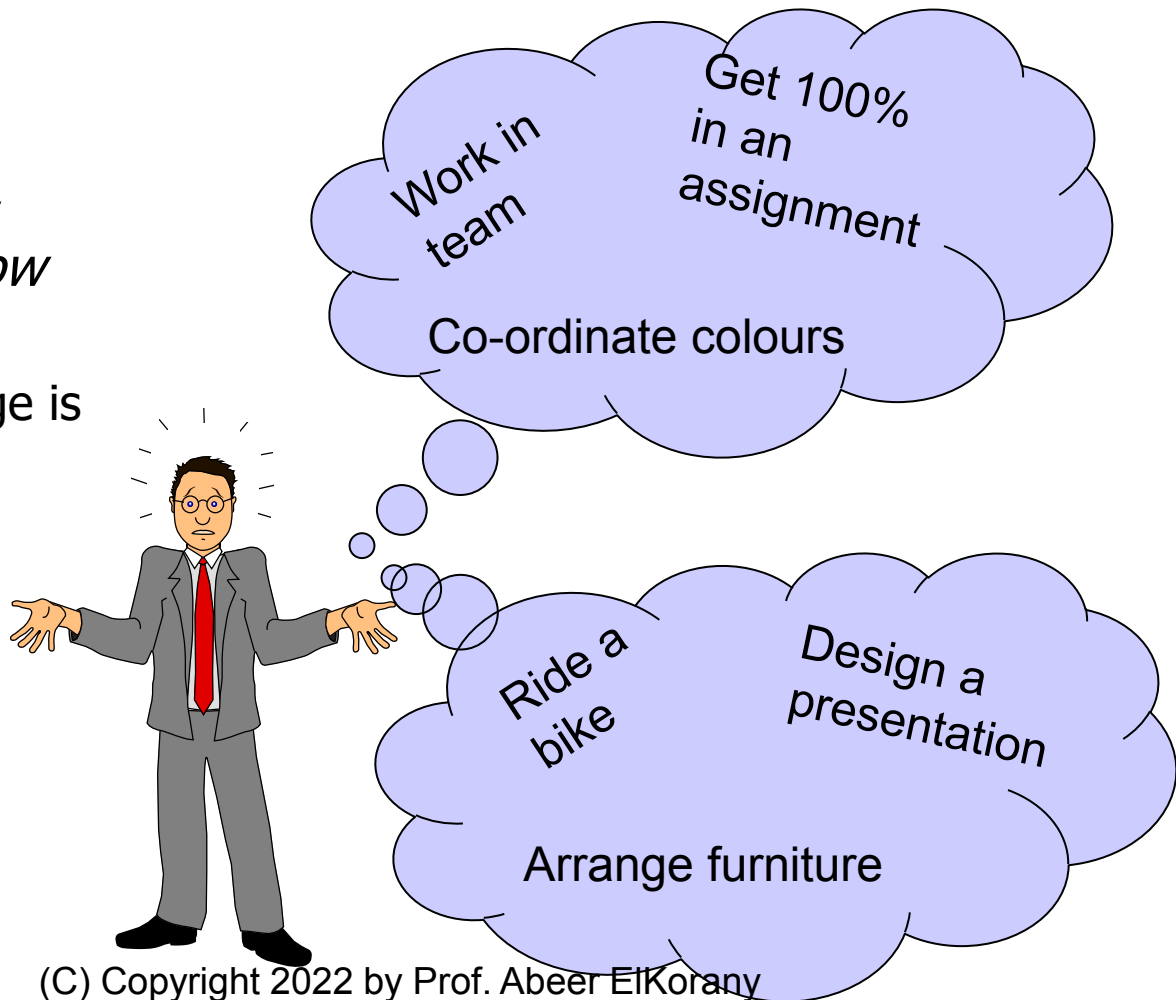 ge is
Work in
team
Get 100%
in an
assignment
Co-ordinate colours
Ride a
bike
Design a
presentation
Arrange furniture
(C) Copyright 2022 by Prof. Abeer ElKorany